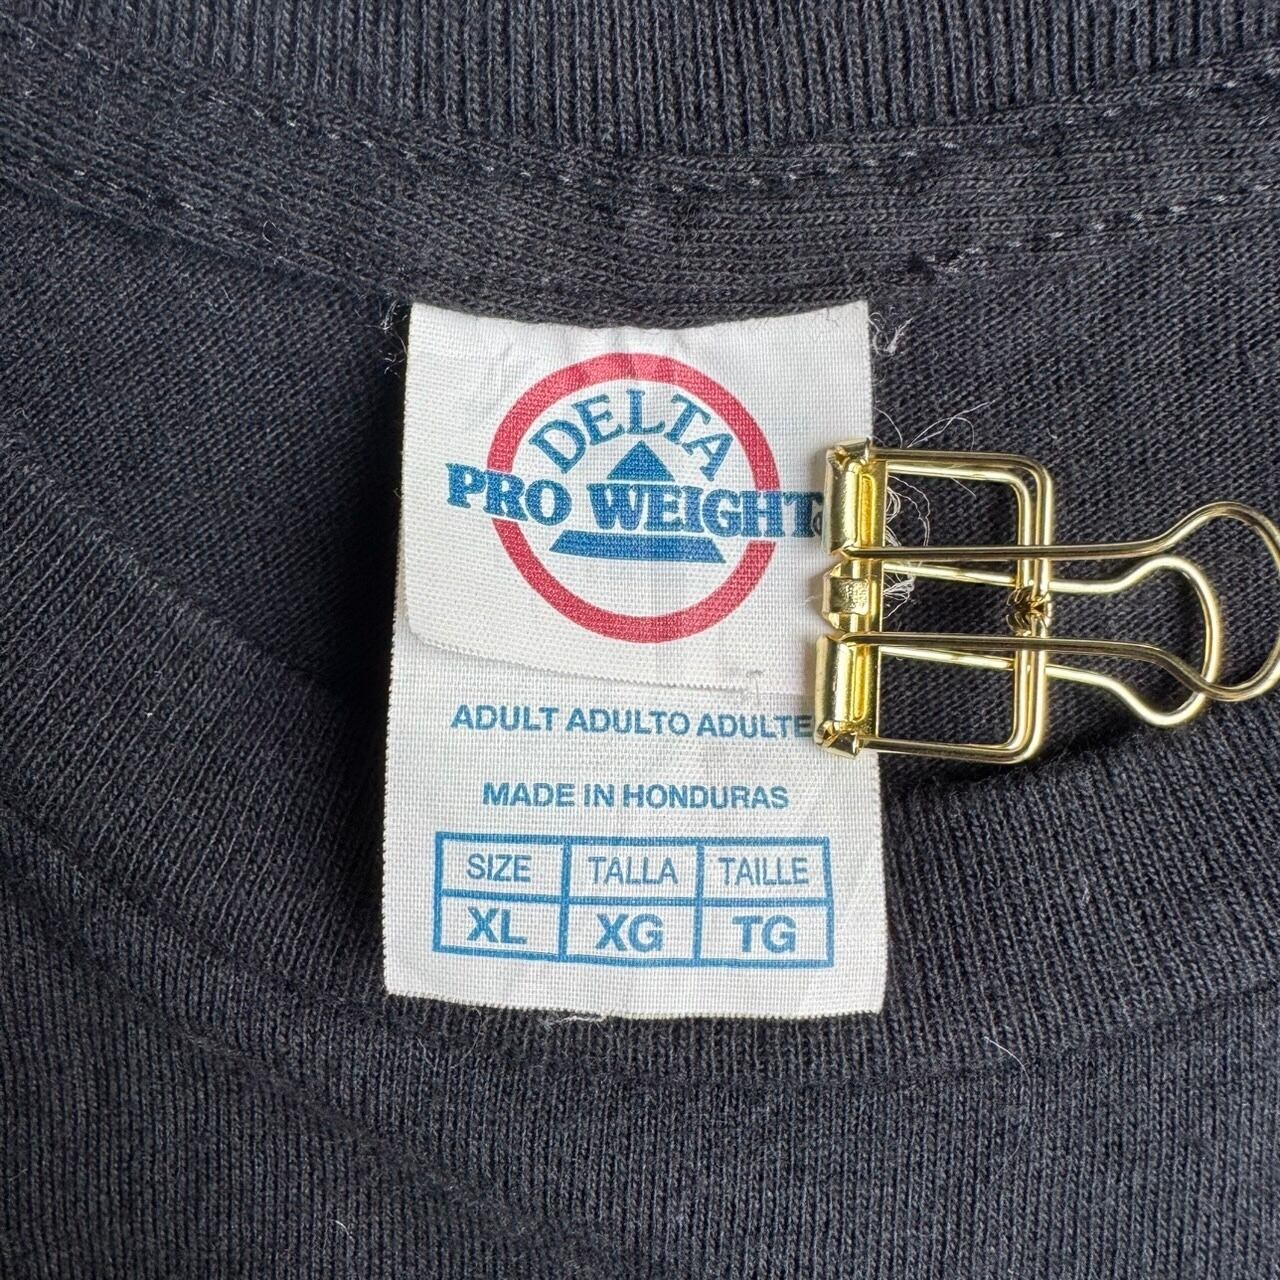 DELTA
PRO WEIGHT
ADULT ADULTO ADULTE
MADE IN HONDURAS
SIZE TALLA TAILLE
XL XG TG